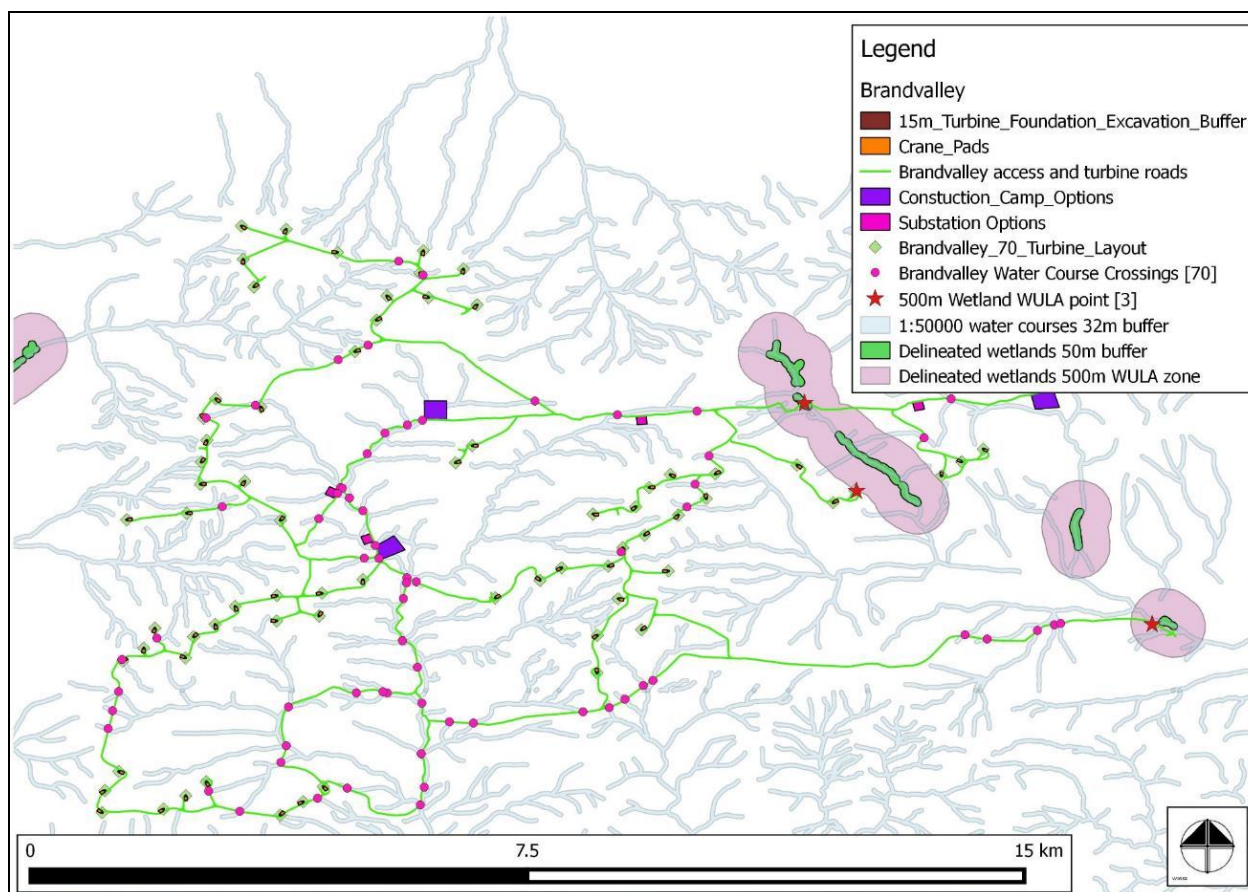 Legend
Brandvalley
15m_Turbine_Foundation_Excavation_Buffer
Crane_Pads
Brandvalley access and turbine roads
Constuction_Camp_Options
Substation Options
Brandvalley_70_Turbine_Layout
Brandvalley Water Course Crossings [70]
500m Wetland WULA point [3]
1:50000 water courses 32m buffer
Delineated wetlands 50m buffer
Delineated wetlands 500m WULA zone
0 7.5 15 km